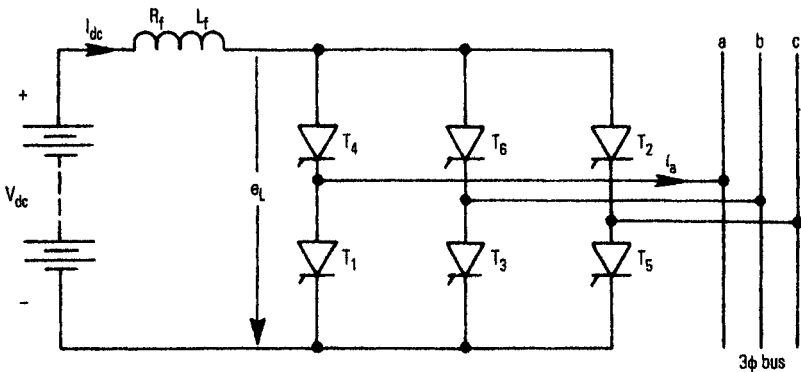 I_dc R_f L_f
a b c
+
T_4 T_6 T_2
i_a
V_dc e_L
T_1 T_3 T_5
−
3ϕ bus